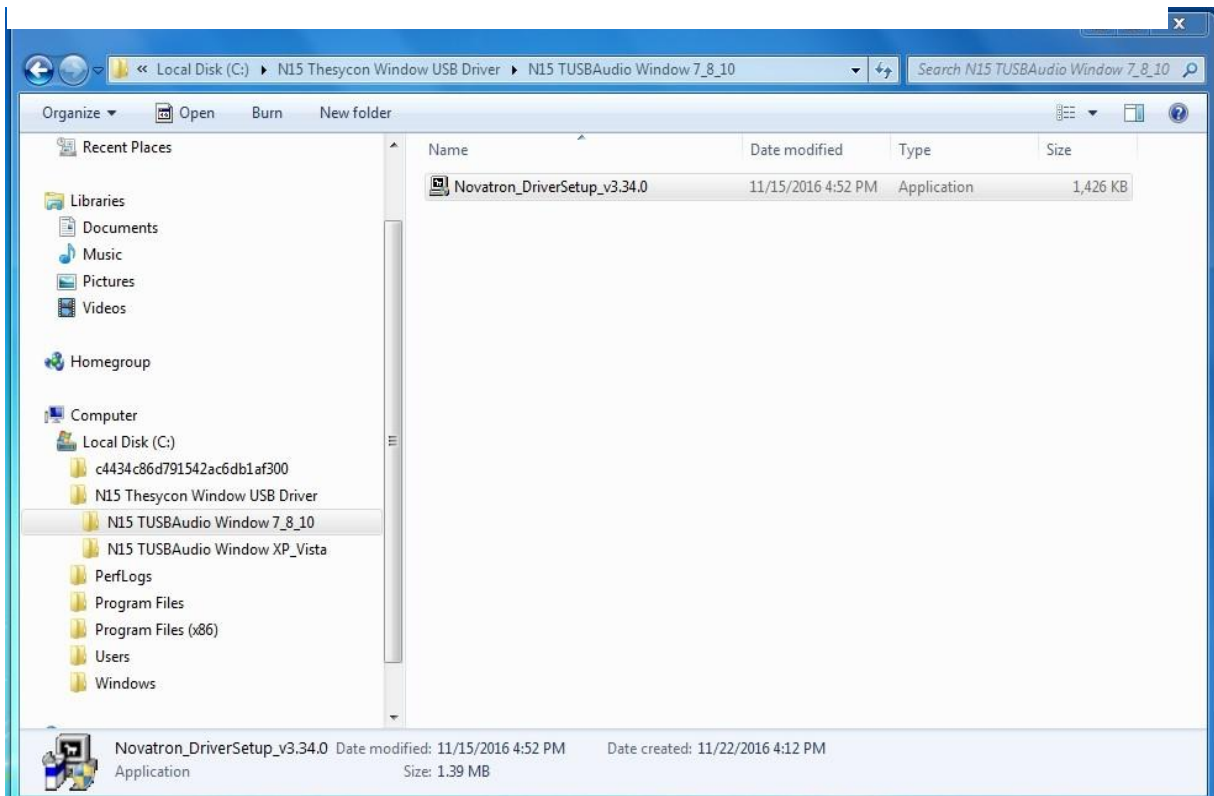 X
« Local Disk (C:) ▸ N15 Thesycon Window USB Driver ▸ N15 TUSBAudio Window 7_8_10
Search N15 TUSBAudio Window 7_8_10
Organize Open Burn New folder
Name Date modified Type Size
Novatron_DriverSetup_v3.34.0 11/15/2016 4:52 PM Application 1,426 KB
Recent Places
Libraries
Documents
Music
Pictures
Videos
Homegroup
Computer
Local Disk (C:)
c4434c86d791542ac6db1af300
N15 Thesycon Window USB Driver
N15 TUSBAudio Window 7_8_10
N15 TUSBAudio Window XP_Vista
PerfLogs
Program Files
Program Files (x86)
Users
Windows
Novatron_DriverSetup_v3.34.0 Date modified: 11/15/2016 4:52 PM Date created: 11/22/2016 4:12 PM
Application Size: 1.39 MB